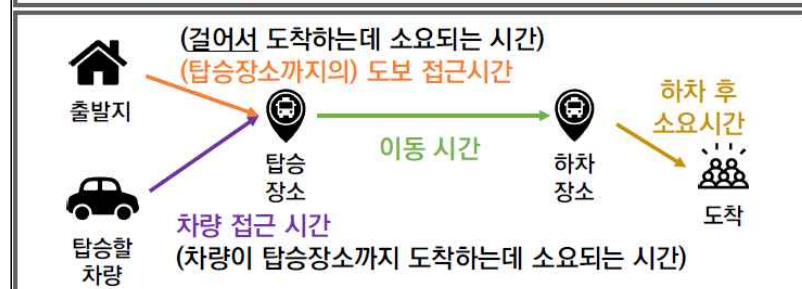 (걸어서 도착하는데 소요되는 시간)
(탑승장소까지의) 도보 접근시간
출발지
탑승
장소
이동 시간
하차
장소
하차 후
소요시간
도착
탑승할
차량
차량 접근 시간
(차량이 탑승장소까지 도착하는데 소요되는 시간)